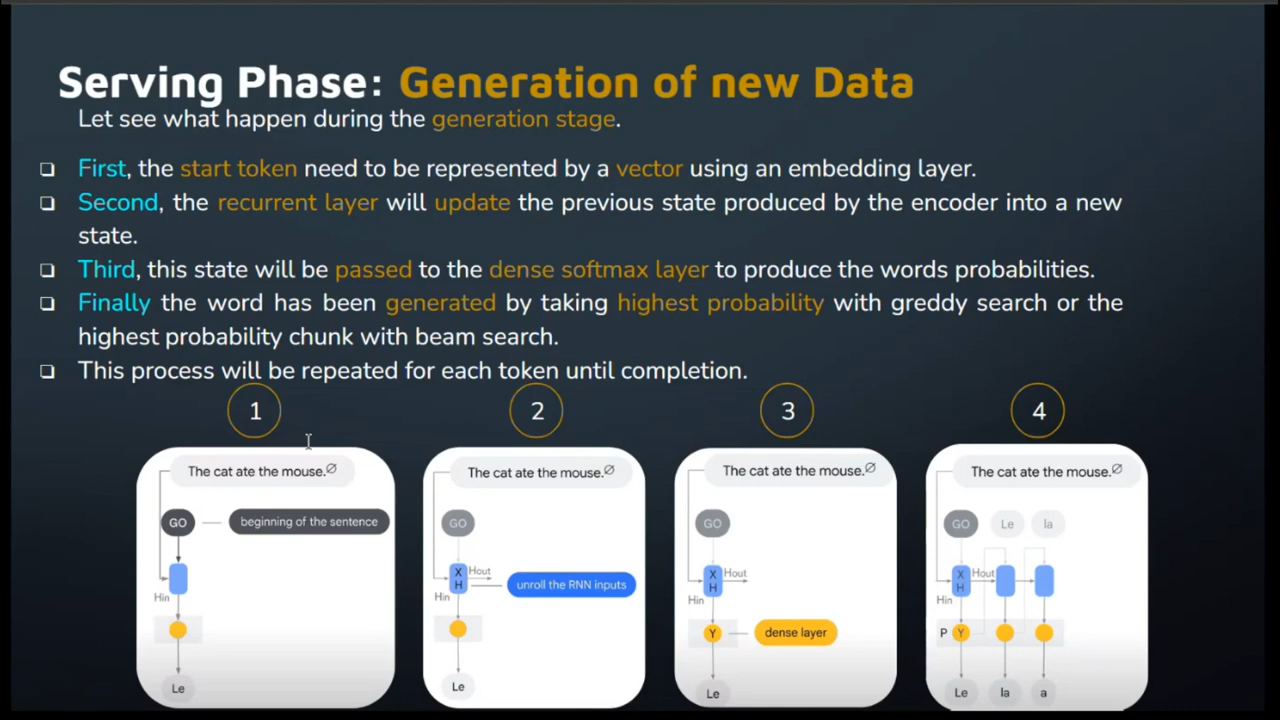 Serving Phase: Generation of new Data
Let see what happen during the generation stage.
❏ First, the start token need to be represented by a vector using an embedding layer.
❏ Second, the recurrent layer will update the previous state produced by the encoder into a new
state.
❏ Third, this state will be passed to the dense softmax layer to produce the words probabilities.
❏ Finally the word has been generated by taking highest probability with greddy search or the
highest probability chunk with beam search.
❏ This process will be repeated for each token until completion.
1
The cat ate the mouse.∅
GO
beginning of the sentence
Hin
Le
2
The cat ate the mouse.∅
GO
X
H
Hout
unroll the RNN inputs
Hin
Le
3
The cat ate the mouse.∅
GO
X
H
Hout
Hin
Y
dense layer
Le
4
The cat ate the mouse.∅
GO Le la
X
H
Hout
Hin
P Y
Le la a